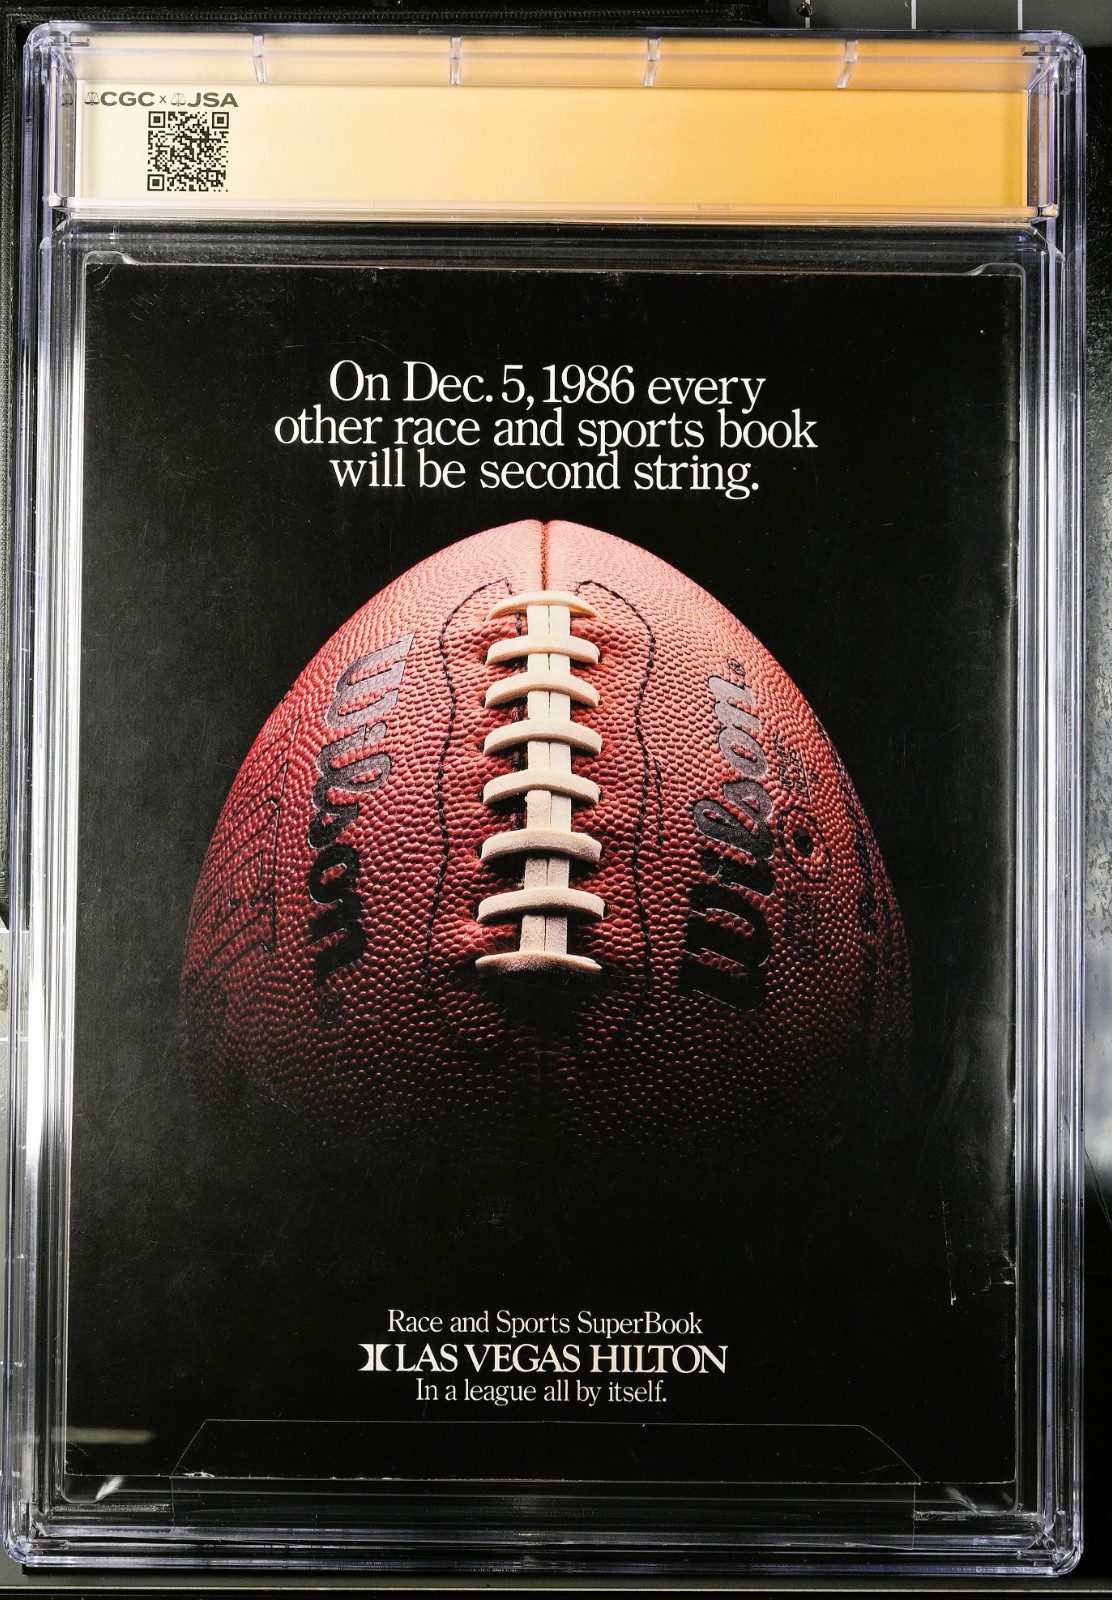 CGC x JSA
On Dec. 5, 1986 every
other race and sports book
will be second string.
Wilson
Wilson
Race and Sports SuperBook
LAS VEGAS HILTON
In a league all by itself.